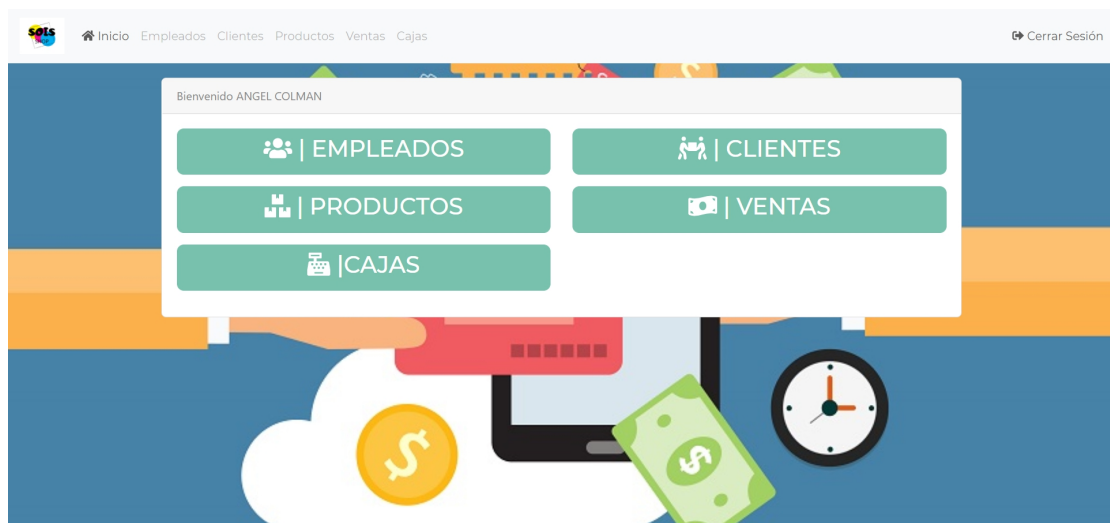 SOLS
Inicio Empleados Clientes Productos Ventas Cajas
Cerrar Sesión
Bienvenido ANGEL COLMAN
| EMPLEADOS
| CLIENTES
| PRODUCTOS
| VENTAS
|CAJAS